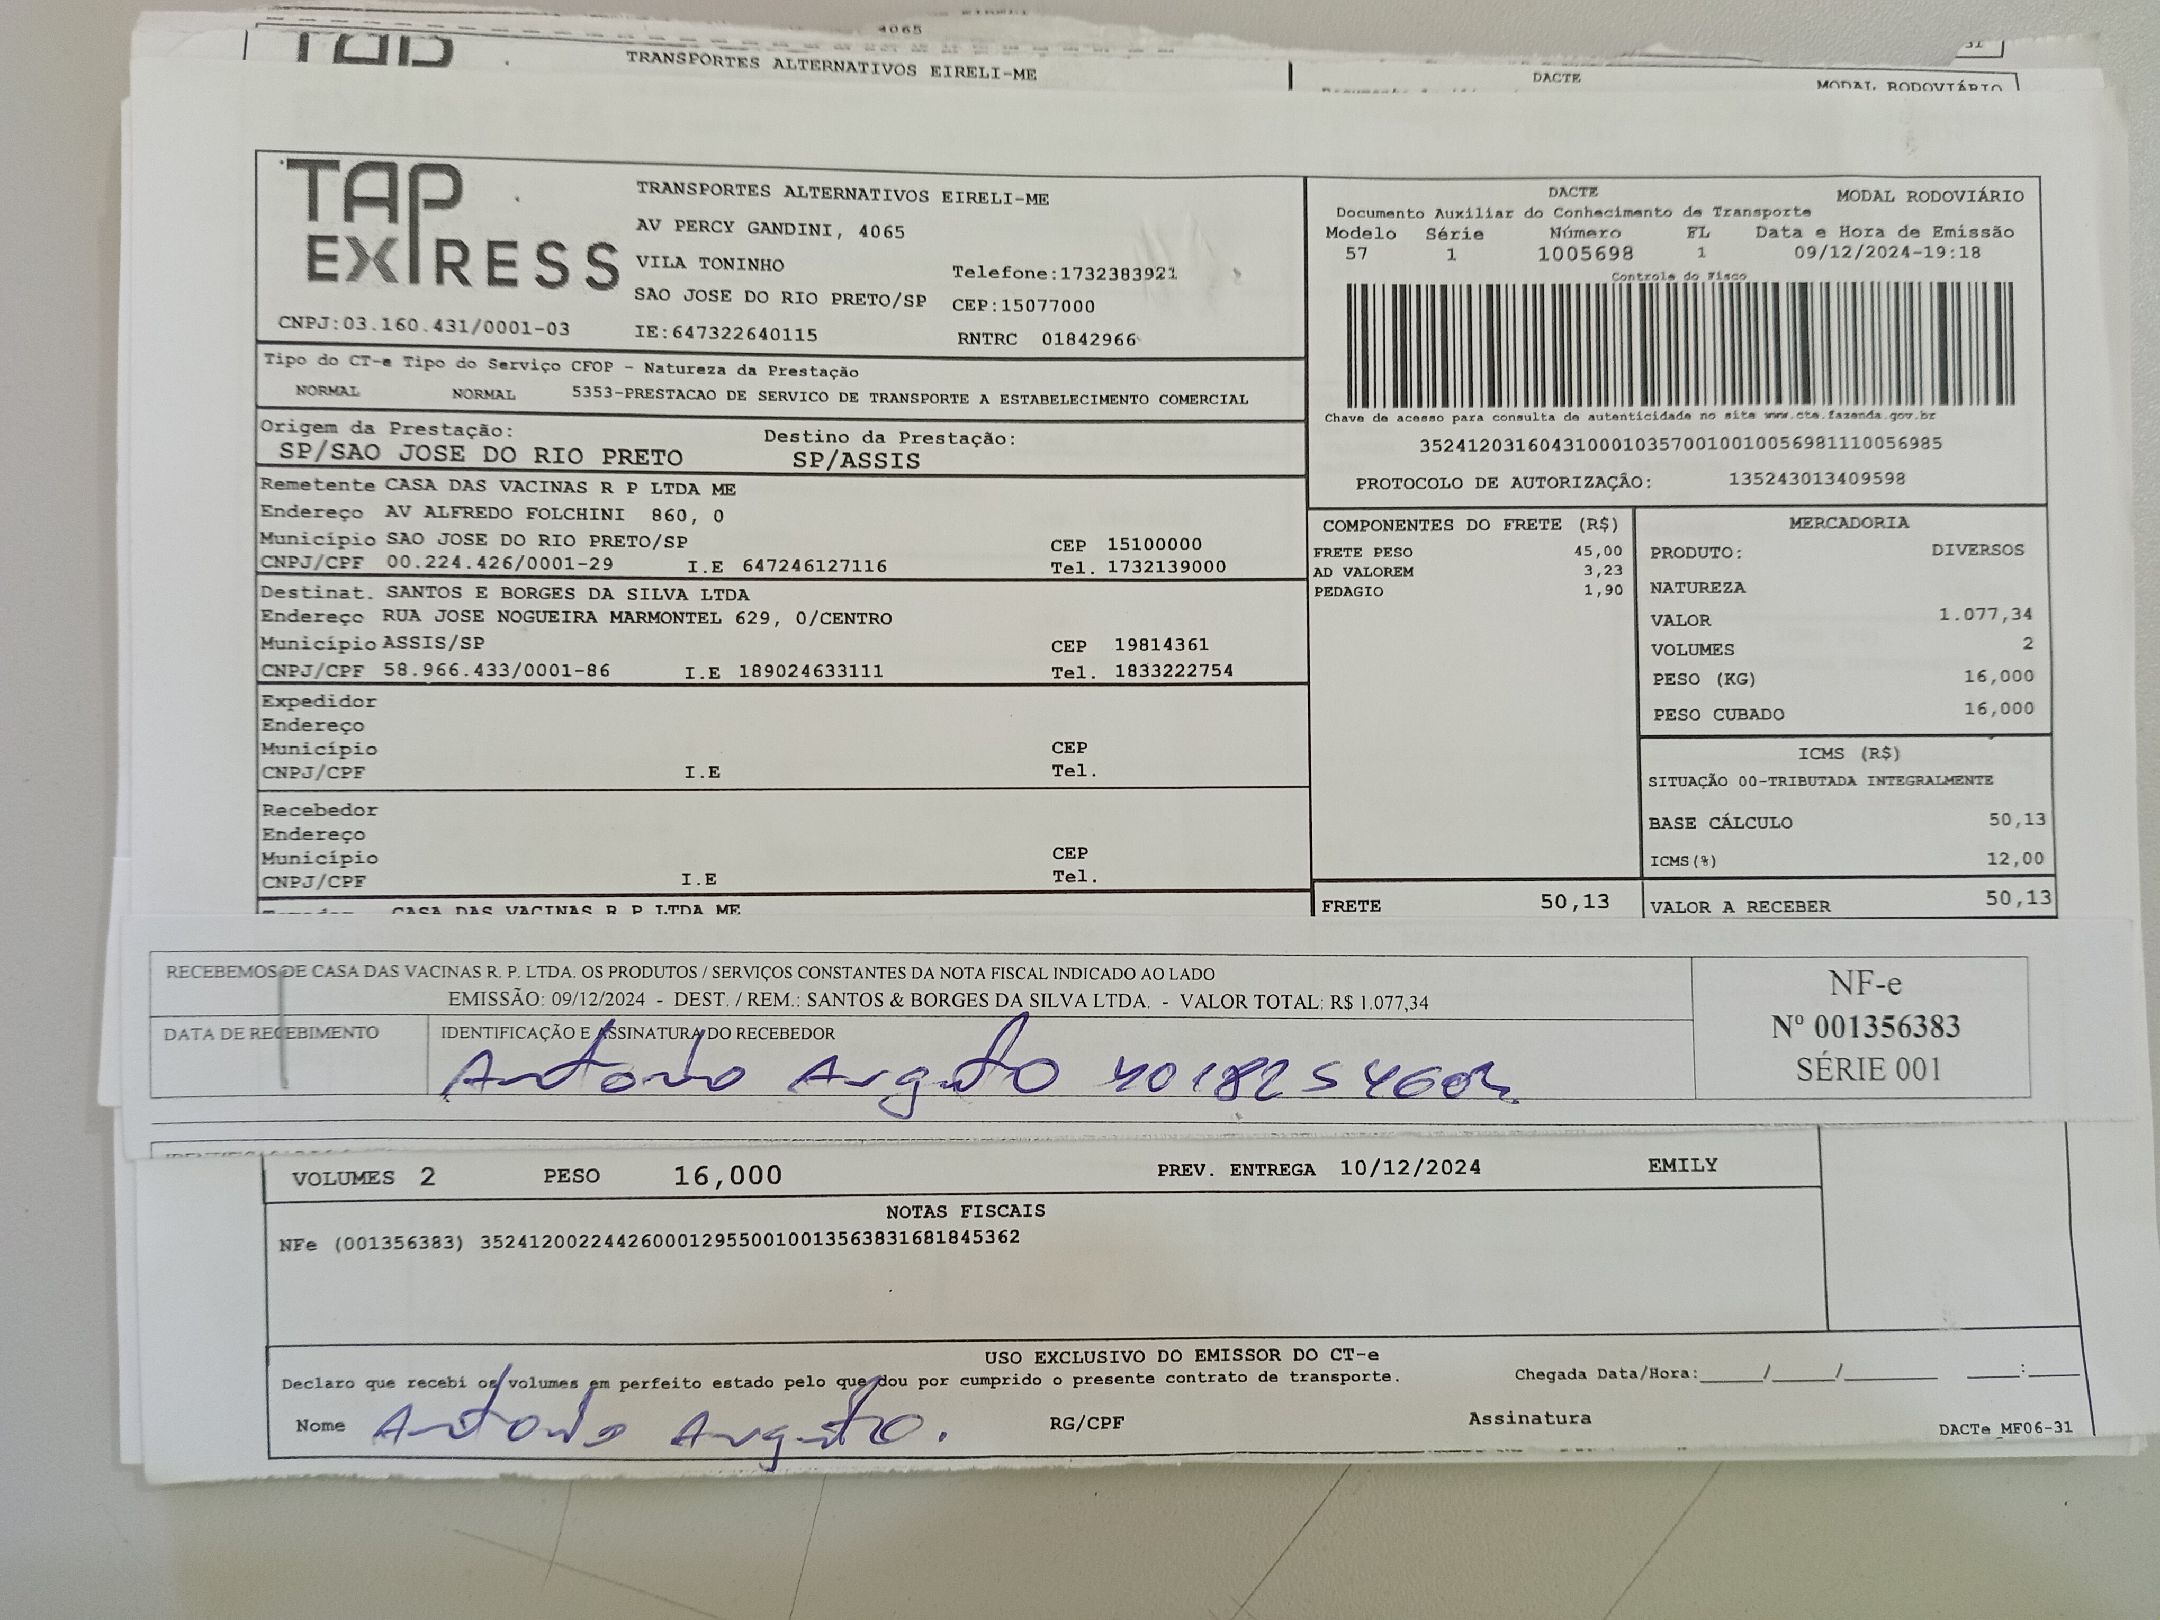 4065
TRANSPORTES ALTERNATIVOS EIRELI-ME
DACTE
MODAL RODOVIÁRIO
TAP
EXPRESS
TRANSPORTES ALTERNATIVOS EIRELI-ME
AV PERCY GANDINI, 4065
VILA TONINHO
Telefone:1732383921
SAO JOSE DO RIO PRETO/SP CEP:15077000
CNPJ:03.160.431/0001-03 IE:647322640115 RNTRC 01842966
DACTE MODAL RODOVIÁRIO
Documento Auxiliar do Conhecimento de Transporte
Modelo Série Número FL Data e Hora de Emissão
57 1 1005698 1 09/12/2024-19:18
Controle do Fisco
Chave de acesso para consulta de autenticidade no site www.cte.fazenda.gov.br
35241203160431000103570010010056981110056985
PROTOCOLO DE AUTORIZAÇÃO: 135243013409598
Tipo do CT-e Tipo do Serviço CFOP - Natureza da Prestação
NORMAL NORMAL 5353-PRESTACAO DE SERVICO DE TRANSPORTE A ESTABELECIMENTO COMERCIAL
Origem da Prestação: Destino da Prestação:
SP/SAO JOSE DO RIO PRETO SP/ASSIS
Remetente CASA DAS VACINAS R P LTDA ME
Endereço AV ALFREDO FOLCHINI 860, 0
Município SAO JOSE DO RIO PRETO/SP CEP 15100000
CNPJ/CPF 00.224.426/0001-29 I.E 647246127116 Tel. 1732139000
Destinat. SANTOS E BORGES DA SILVA LTDA
Endereço RUA JOSE NOGUEIRA MARMONTEL 629, 0/CENTRO
Município ASSIS/SP CEP 19814361
CNPJ/CPF 58.966.433/0001-86 I.E 189024633111 Tel. 1833222754
Expedidor
Endereço
Município CEP
CNPJ/CPF I.E Tel.
Recebedor
Endereço
Município CEP
CNPJ/CPF I.E Tel.
CASA DAS VACINAS R P LTDA ME
COMPONENTES DO FRETE (R$)
FRETE PESO 45,00
AD VALOREM 3,23
PEDAGIO 1,90
FRETE 50,13
MERCADORIA
PRODUTO: DIVERSOS
NATUREZA
VALOR 1.077,34
VOLUMES 2
PESO (KG) 16,000
PESO CUBADO 16,000
ICMS (R$)
SITUAÇÃO 00-TRIBUTADA INTEGRALMENTE
BASE CÁLCULO 50,13
ICMS(%) 12,00
VALOR A RECEBER 50,13
RECEBEMOS DE CASA DAS VACINAS R. P. LTDA. OS PRODUTOS / SERVIÇOS CONSTANTES DA NOTA FISCAL INDICADO AO LADO
EMISSÃO: 09/12/2024 - DEST. / REM.: SANTOS & BORGES DA SILVA LTDA. - VALOR TOTAL: R$ 1.077,34
DATA DE RECEBIMENTO IDENTIFICAÇÃO E ASSINATURA DO RECEBEDOR
Antonio Augusto
NF-e
Nº 001356383
SÉRIE 001
VOLUMES 2 PESO 16,000 PREV. ENTREGA 10/12/2024 EMILY
NOTAS FISCAIS
NFe (001356383) 35241200224426000129550010013563831681845362
USO EXCLUSIVO DO EMISSOR DO CT-e
Declaro que recebi os volumes em perfeito estado pelo que dou por cumprido o presente contrato de transporte. Chegada Data/Hora:_____/_____/________ _____:_____
Nome Antonio Augusto. RG/CPF Assinatura
DACTe_MF06-31